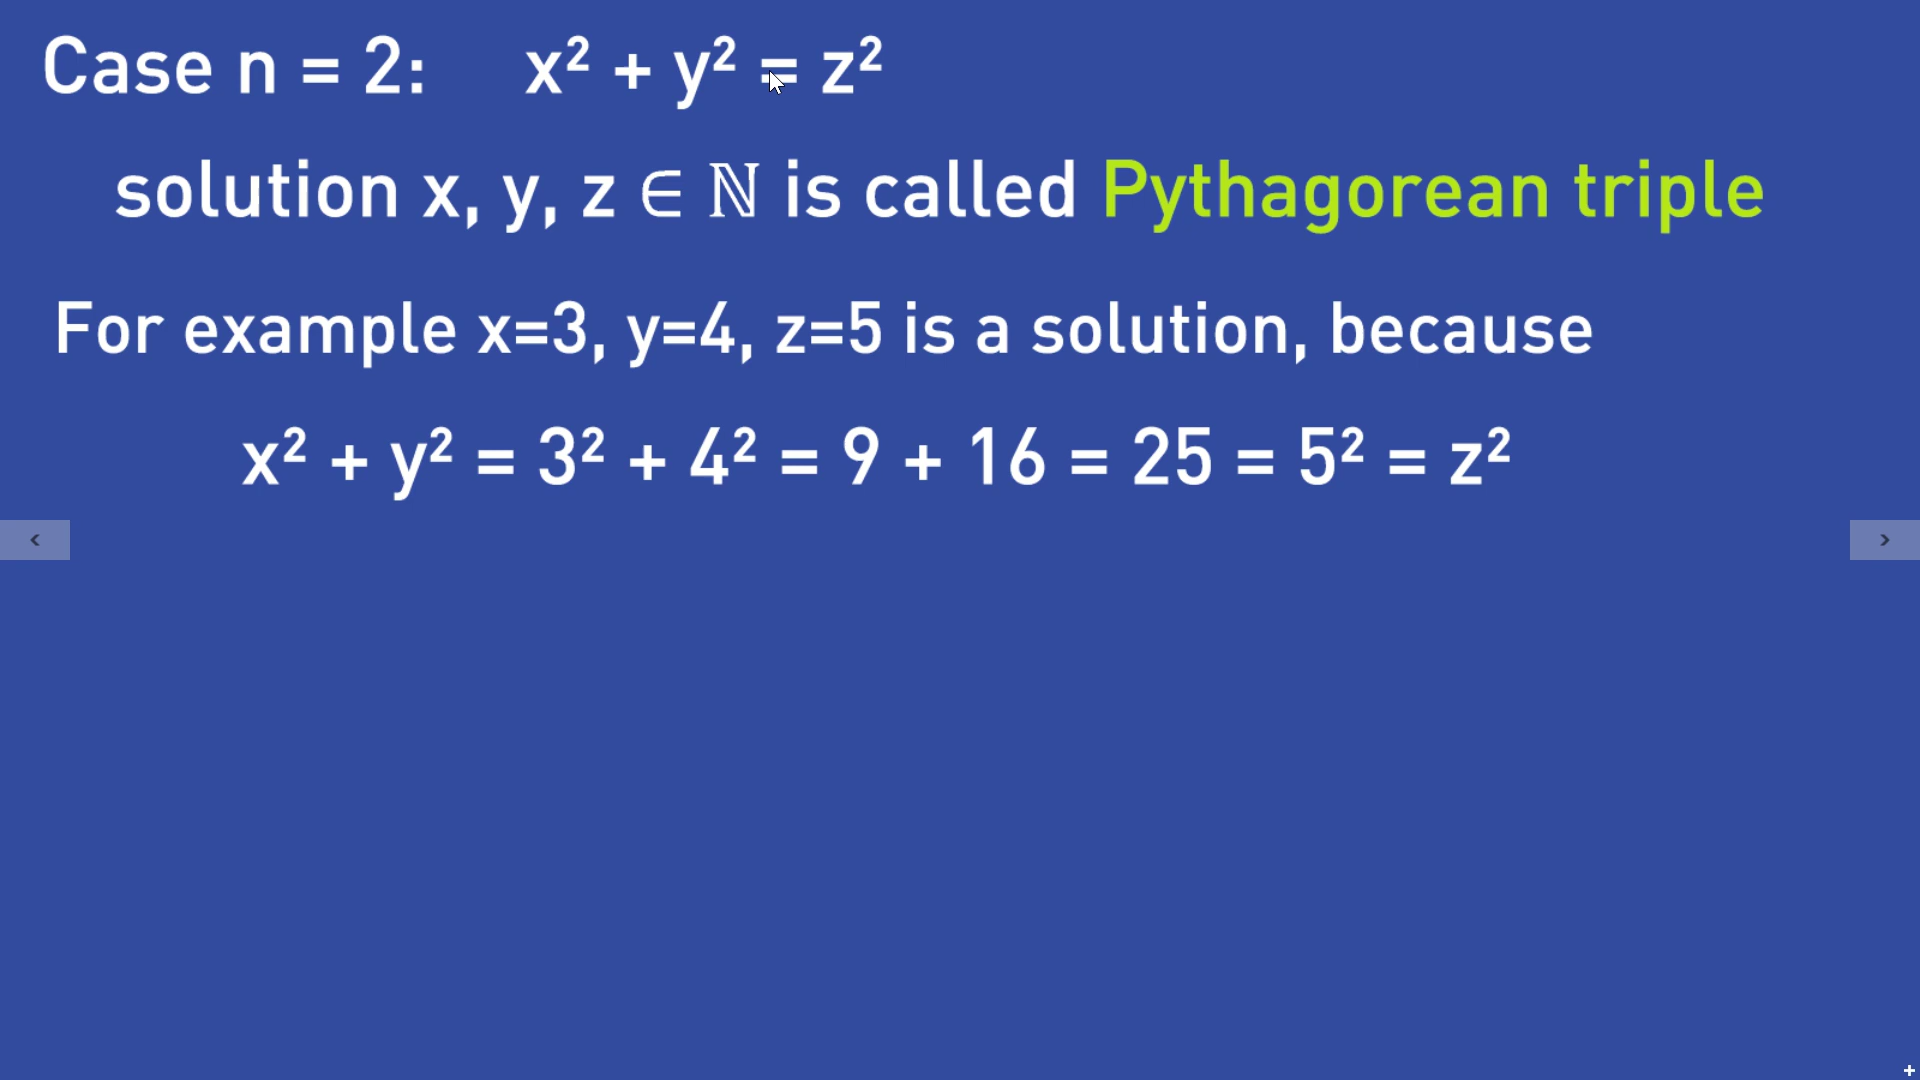 Case n = 2: x² + y² = z²
solution x, y, z ∈ ℕ is called Pythagorean triple
For example x=3, y=4, z=5 is a solution, because
x² + y² = 3² + 4² = 9 + 16 = 25 = 5² = z²
< >
+